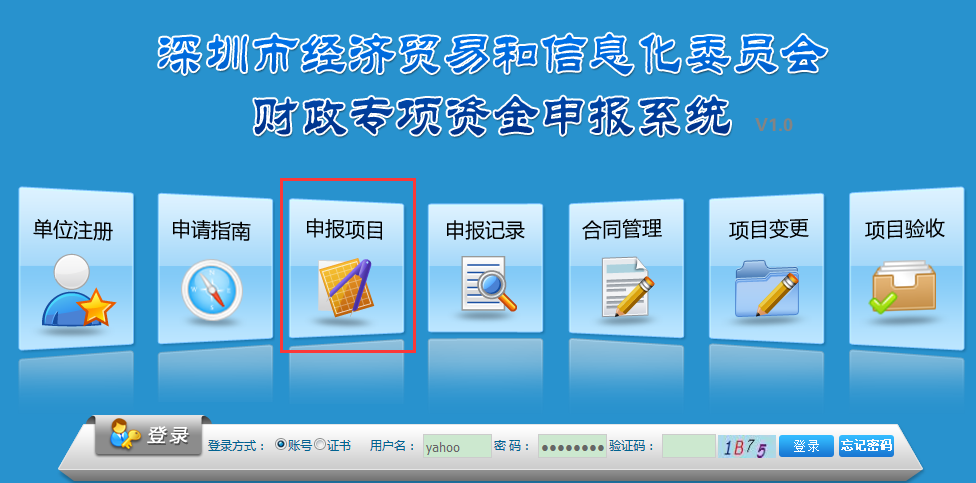 深圳市经济贸易和信息化委员会
财政专项资金申报系统 V1.0
单位注册 申请指南 申报项目 申报记录 合同管理 项目变更 项目验收
登录 登录方式： 账号 证书 用户名： yahoo 密 码： 验证码： 1B75 登录 忘记密码